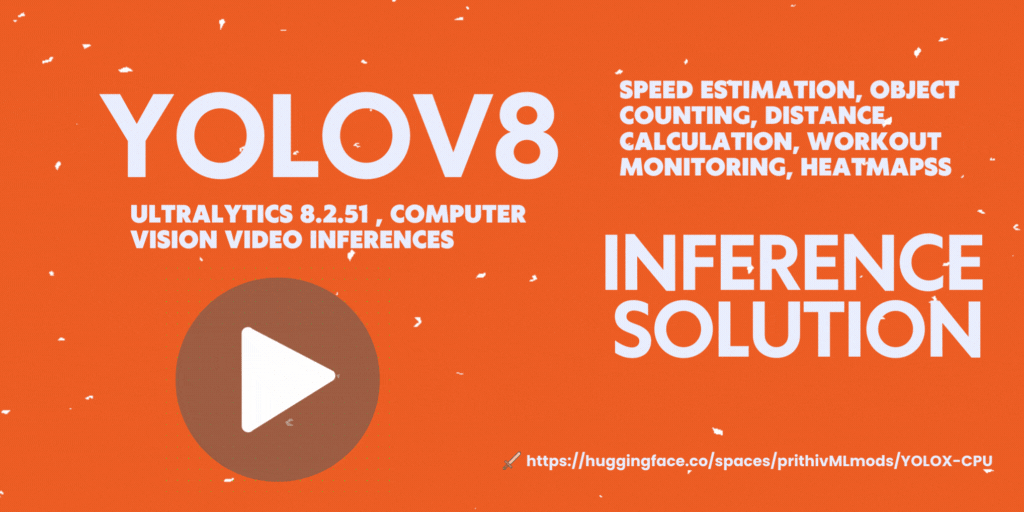 YOLOV8
ULTRALYTICS 8.2.51 , COMPUTER
VISION VIDEO INFERENCES
SPEED ESTIMATION, OBJECT
COUNTING, DISTANCE,
CALCULATION, WORKOUT
MONITORING, HEATMAPSS
INFERENCE
SOLUTION
https://huggingface.co/spaces/prithivMLmods/YOLOX-CPU